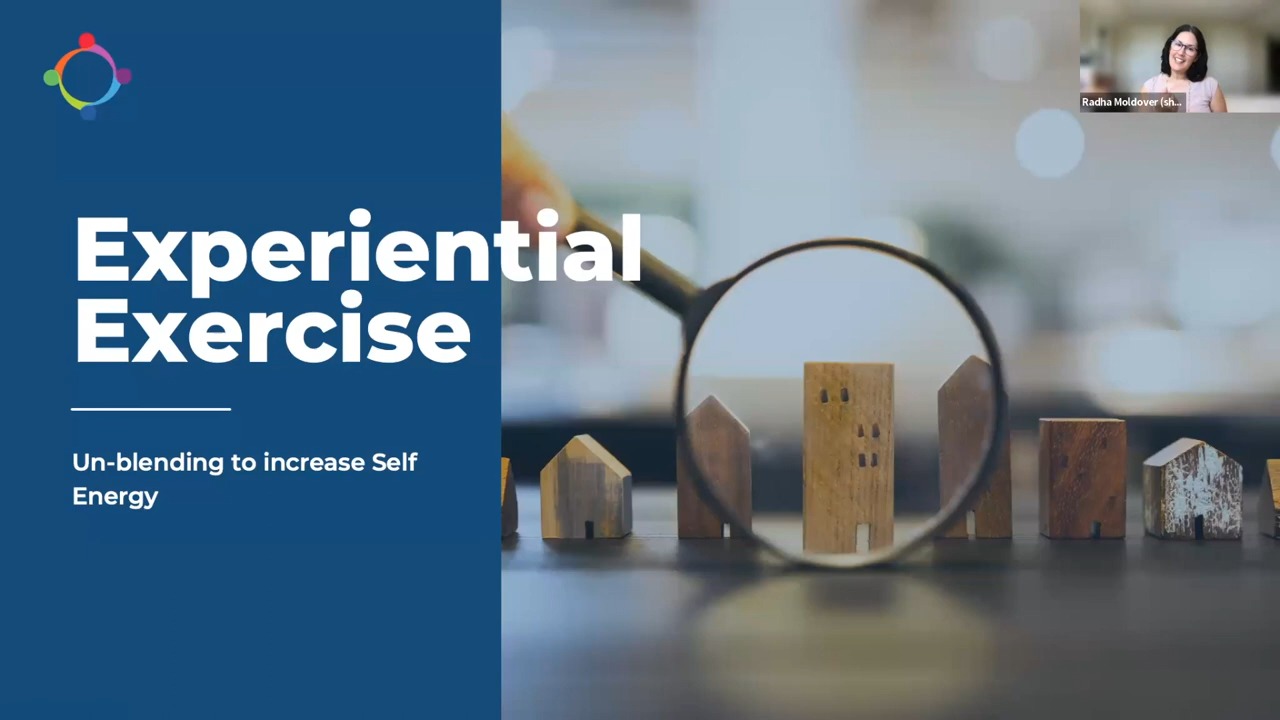 Radha Moldover (sh...
Experiential
Exercise
Un-blending to increase Self
Energy